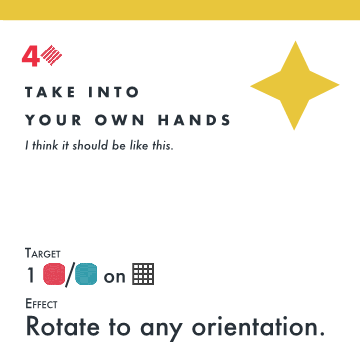 4
TAKE INTO
YOUR OWN HANDS
I think it should be like this.
TARGET
1 / on
EFFECT
Rotate to any orientation.